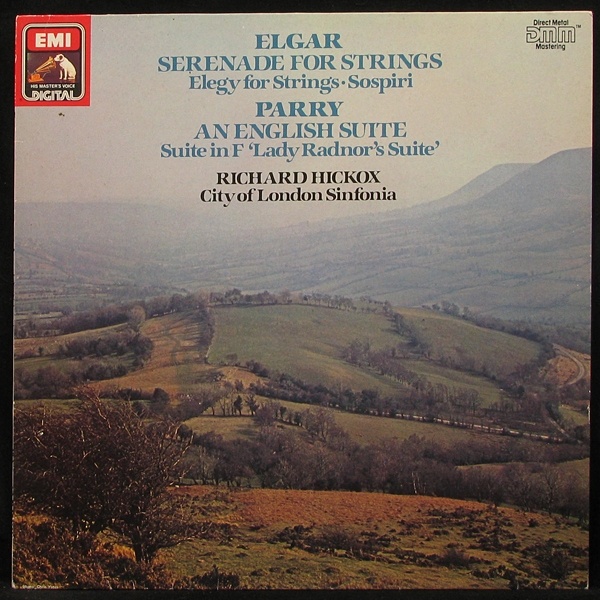 EMI
HIS MASTER'S VOICE
DIGITAL
Direct Metal
DMM™
Mastering
ELGAR
SERENADE FOR STRINGS
Elegy for Strings · Sospiri
PARRY
AN ENGLISH SUITE
Suite in F 'Lady Radnor's Suite'
RICHARD HICKOX
City of London Sinfonia